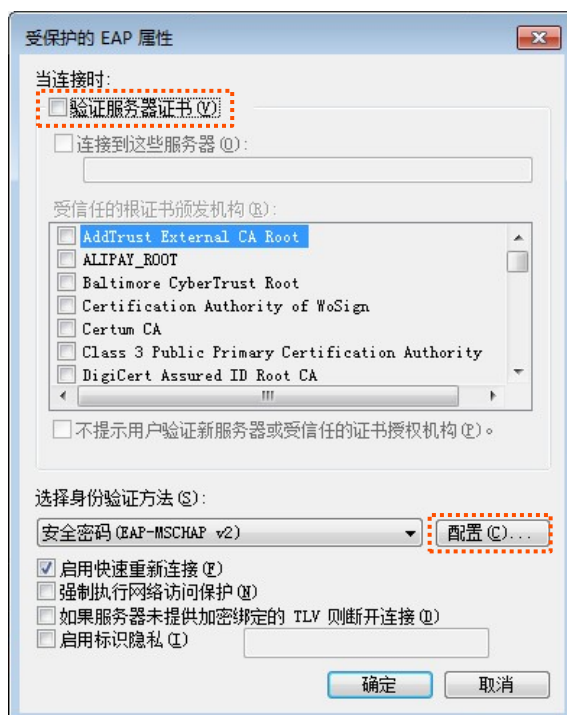 受保护的 EAP 属性
当连接时:
验证服务器证书(V)
连接到这些服务器(O):
受信任的根证书颁发机构(R):
AddTrust External CA Root
ALIPAY_ROOT
Baltimore CyberTrust Root
Certification Authority of WoSign
Certum CA
Class 3 Public Primary Certification Authority
DigiCert Assured ID Root CA
不提示用户验证新服务器或受信任的证书授权机构(P)。
选择身份验证方法(S):
安全密码(EAP-MSCHAP v2) 配置(C)...
启用快速重新连接(F)
强制执行网络访问保护(N)
如果服务器未提供加密绑定的 TLV 则断开连接(D)
启用标识隐私(I)
确定 取消